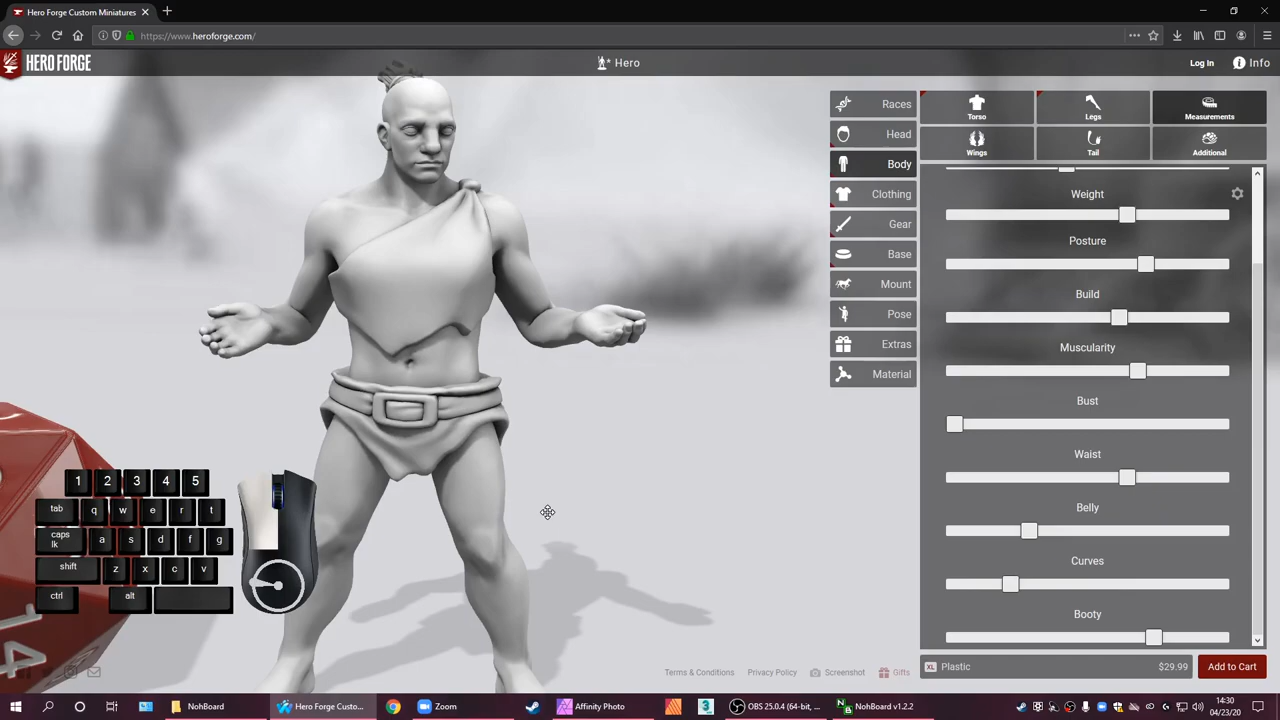 Hero Forge Custom Miniatures
https://www.heroforge.com/
HERO FORGE
Hero
Log In
Info
Races
Head
Body
Clothing
Gear
Base
Mount
Pose
Extras
Material
Torso
Legs
Measurements
Wings
Tail
Additional
Weight
Posture
Build
Muscularity
Bust
Waist
Belly
Curves
Booty
1 2 3 4 5
tab q w e r t
caps lk a s d f g
shift z x c v
ctrl alt
14
Terms & Conditions
Privacy Policy
Screenshot
Gifts
XL Plastic $29.99
Add to Cart
NohBoard
Hero Forge Custo...
Zoom
Affinity Photo
OBS 25.0.4 (64-bit, ...
NohBoard v1.2.2
14:30
04/23/20